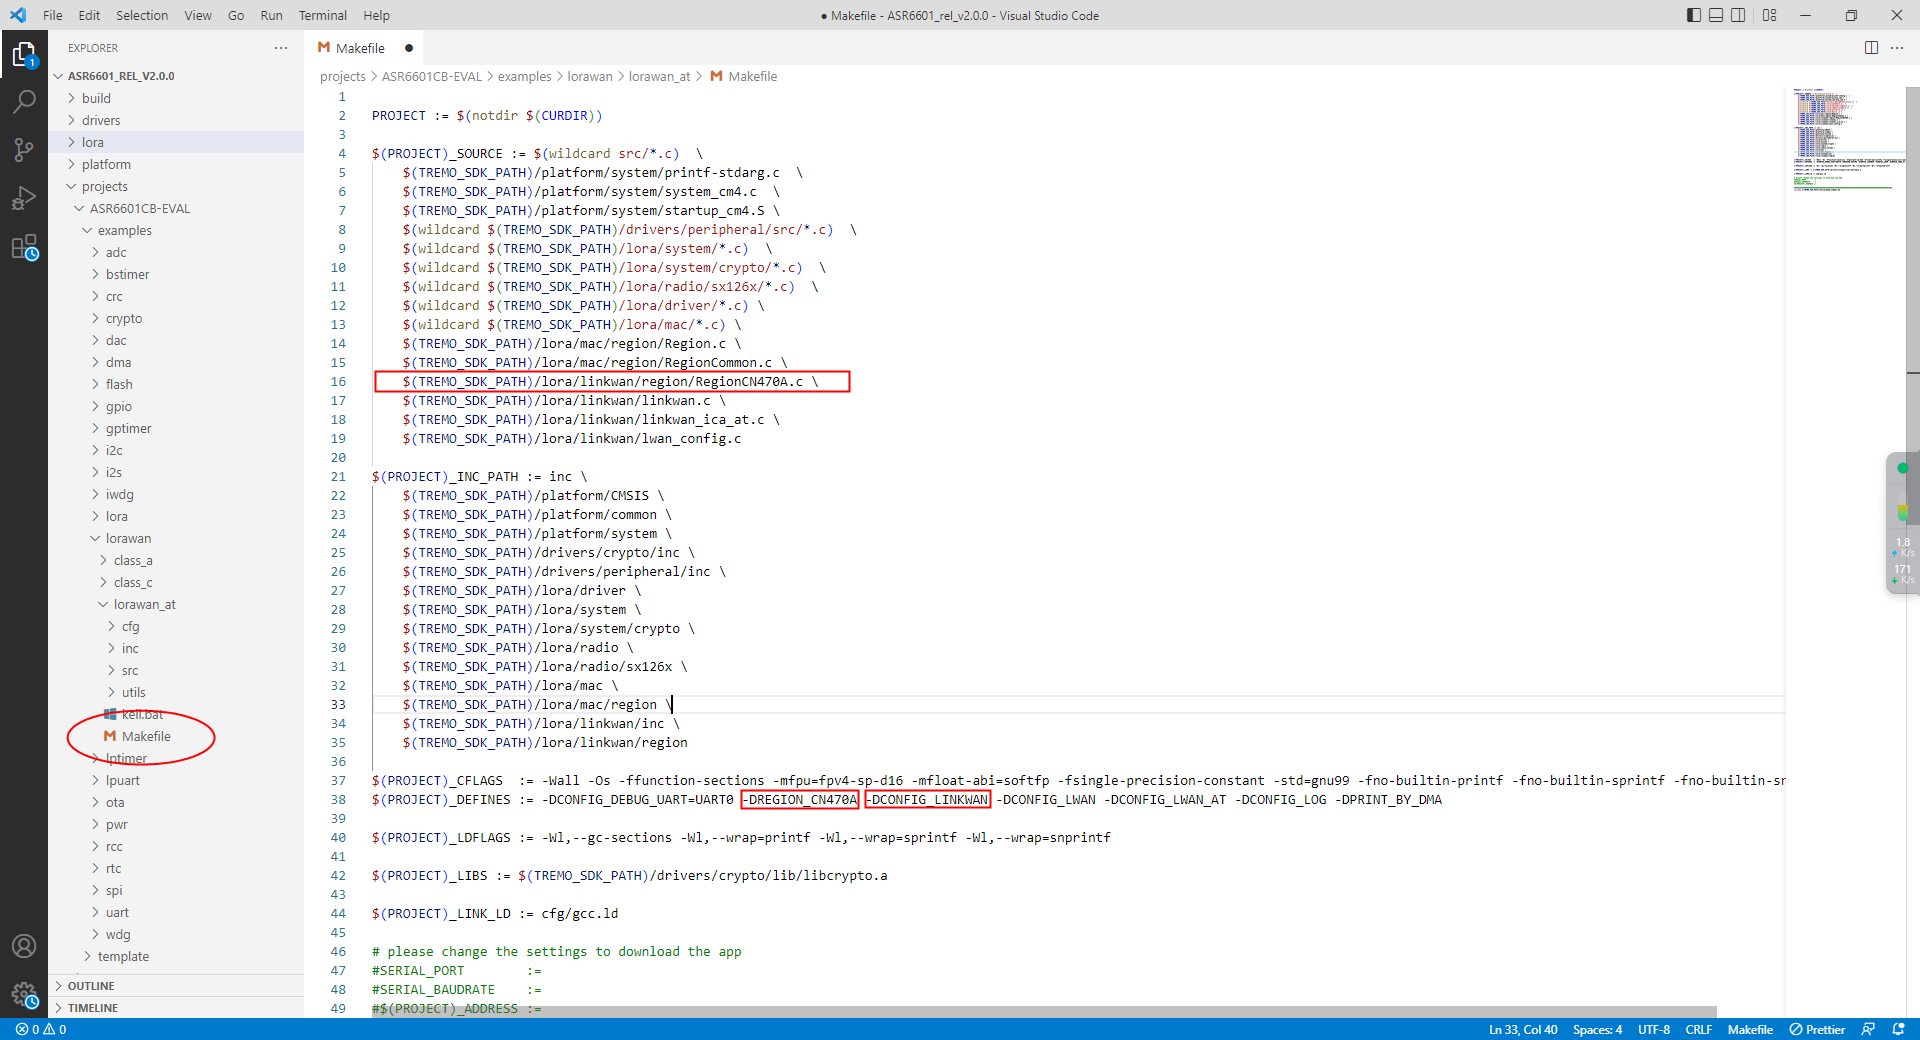 File Edit Selection View Go Run Terminal Help
● Makefile - ASR6601_rel_v2.0.0 - Visual Studio Code
EXPLORER
ASR6601_REL_V2.0.0
build
drivers
lora
platform
projects
ASR6601CB-EVAL
examples
adc
bstimer
crc
crypto
dac
dma
flash
gpio
gptimer
i2c
i2s
iwdg
lora
lorawan
class_a
class_c
lorawan_at
cfg
inc
src
utils
keil.bat
Makefile
lptimer
lpuart
ota
pwr
rcc
rtc
spi
uart
wdg
template
OUTLINE
TIMELINE
1
Makefile ●
projects > ASR6601CB-EVAL > examples > lorawan > lorawan_at > Makefile
1
2 PROJECT := $(notdir $(CURDIR))
3
4 $(PROJECT)_SOURCE := $(wildcard src/*.c) \
5 $(TREMO_SDK_PATH)/platform/system/printf-stdarg.c \
6 $(TREMO_SDK_PATH)/platform/system/system_cm4.c \
7 $(TREMO_SDK_PATH)/platform/system/startup_cm4.S \
8 $(wildcard $(TREMO_SDK_PATH)/drivers/peripheral/src/*.c) \
9 $(wildcard $(TREMO_SDK_PATH)/lora/system/*.c) \
10 $(wildcard $(TREMO_SDK_PATH)/lora/system/crypto/*.c) \
11 $(wildcard $(TREMO_SDK_PATH)/lora/radio/sx126x/*.c) \
12 $(wildcard $(TREMO_SDK_PATH)/lora/driver/*.c) \
13 $(wildcard $(TREMO_SDK_PATH)/lora/mac/*.c) \
14 $(TREMO_SDK_PATH)/lora/mac/region/Region.c \
15 $(TREMO_SDK_PATH)/lora/mac/region/RegionCommon.c \
16 $(TREMO_SDK_PATH)/lora/linkwan/region/RegionCN470A.c \
17 $(TREMO_SDK_PATH)/lora/linkwan/linkwan.c \
18 $(TREMO_SDK_PATH)/lora/linkwan/linkwan_ica_at.c \
19 $(TREMO_SDK_PATH)/lora/linkwan/lwan_config.c
20
21 $(PROJECT)_INC_PATH := inc \
22 $(TREMO_SDK_PATH)/platform/CMSIS \
23 $(TREMO_SDK_PATH)/platform/common \
24 $(TREMO_SDK_PATH)/platform/system \
25 $(TREMO_SDK_PATH)/drivers/crypto/inc \
26 $(TREMO_SDK_PATH)/drivers/peripheral/inc \
27 $(TREMO_SDK_PATH)/lora/driver \
28 $(TREMO_SDK_PATH)/lora/system \
29 $(TREMO_SDK_PATH)/lora/system/crypto \
30 $(TREMO_SDK_PATH)/lora/radio \
31 $(TREMO_SDK_PATH)/lora/radio/sx126x \
32 $(TREMO_SDK_PATH)/lora/mac \
33 $(TREMO_SDK_PATH)/lora/mac/region \
34 $(TREMO_SDK_PATH)/lora/linkwan/inc \
35 $(TREMO_SDK_PATH)/lora/linkwan/region
36
37 $(PROJECT)_CFLAGS := -Wall -Os -ffunction-sections -mfpu=fpv4-sp-d16 -mfloat-abi=softfp -fsingle-precision-constant -std=gnu99 -fno-builtin-printf -fno-builtin-sprintf -fno-builtin-sn
38 $(PROJECT)_DEFINES := -DCONFIG_DEBUG_UART=UART0 -DREGION_CN470A -DCONFIG_LINKWAN -DCONFIG_LWAN -DCONFIG_LWAN_AT -DCONFIG_LOG -DPRINT_BY_DMA
39
40 $(PROJECT)_LDFLAGS := -Wl,--gc-sections -Wl,--wrap=printf -Wl,--wrap=sprintf -Wl,--wrap=snprintf
41
42 $(PROJECT)_LIBS := $(TREMO_SDK_PATH)/drivers/crypto/lib/libcrypto.a
43
44 $(PROJECT)_LINK_LD := cfg/gcc.ld
45
46 # please change the settings to download the app
47 #SERIAL_PORT :=
48 #SERIAL_BAUDRATE :=
49 #$(PROJECT)_ADDRESS :=
1.8
K/s
171
K/s
0 0
Ln 33, Col 40 Spaces: 4 UTF-8 CRLF Makefile Prettier